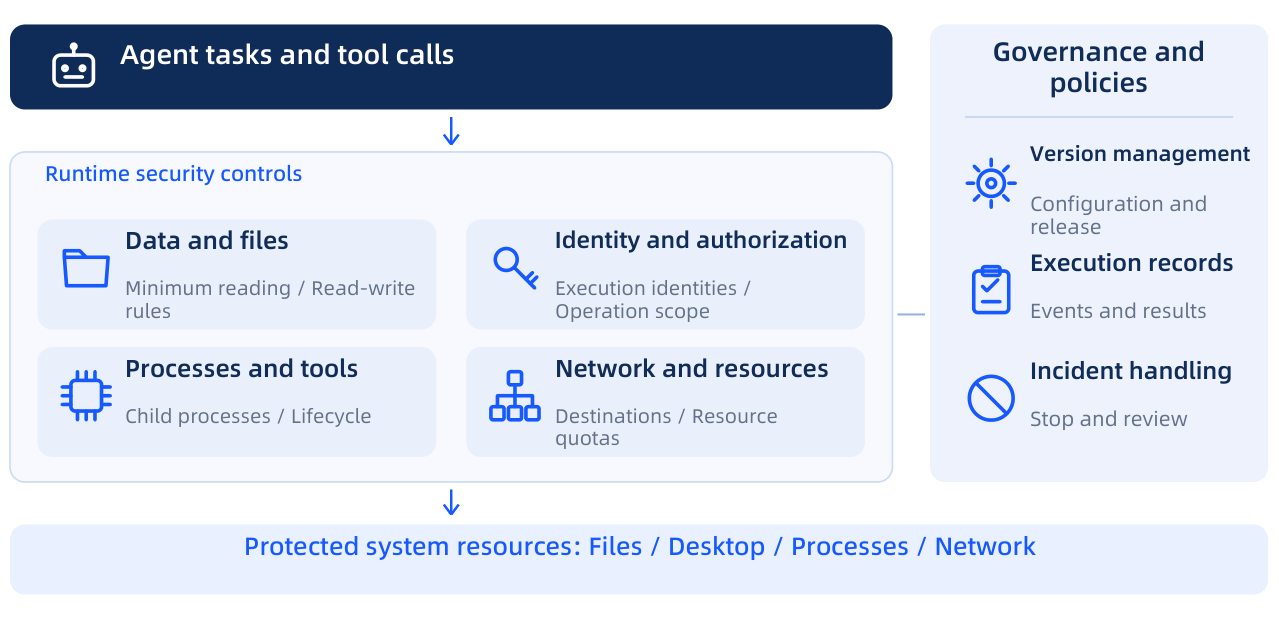 Agent tasks and tool calls
Runtime security controls
Data and files
Minimum reading / Read-write
rules
Identity and authorization
Execution identities /
Operation scope
Processes and tools
Child processes / Lifecycle
Network and resources
Destinations / Resource
quotas
Governance and
policies
Version management
Configuration and
release
Execution records
Events and results
Incident handling
Stop and review
Protected system resources: Files / Desktop / Processes / Network